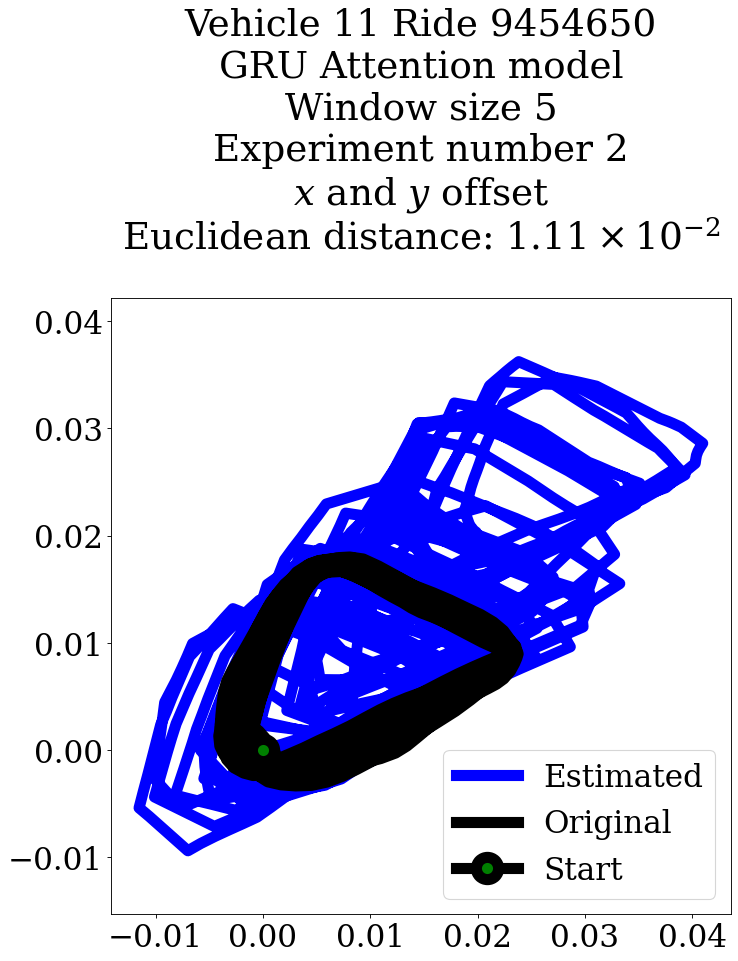 Vehicle 11 Ride 9454650
GRU Attention model
Window size 5
Experiment number 2
x and y offset
Euclidean distance: 1.11 × 10⁻²
0.04
0.03
0.02
0.01
0.00
−0.01
Estimated
Original
Start
−0.01 0.00 0.01 0.02 0.03 0.04